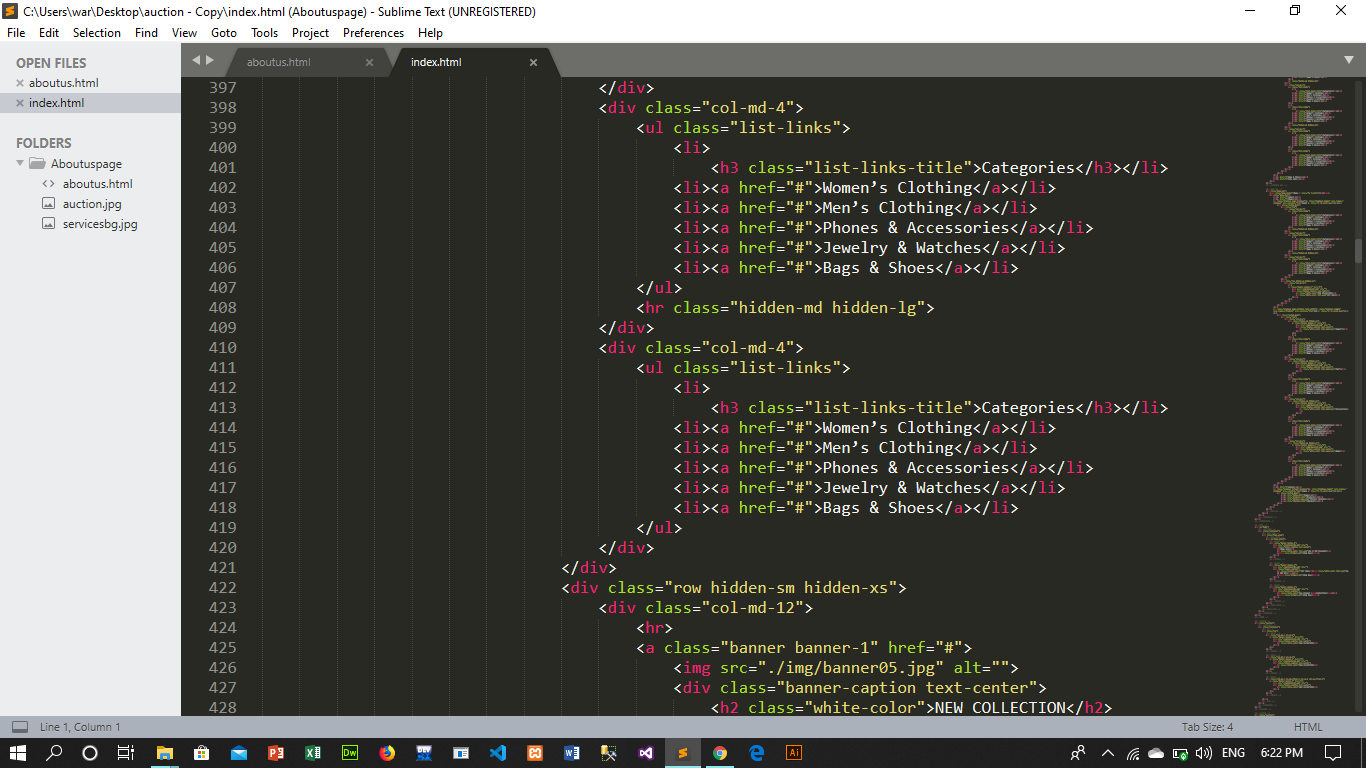 C:\Users\war\Desktop\auction - Copy\index.html (Aboutuspage) - Sublime Text (UNREGISTERED)
File Edit Selection Find View Goto Tools Project Preferences Help
OPEN FILES
aboutus.html
index.html
FOLDERS
Aboutuspage
aboutus.html
auction.jpg
servicesbg.jpg
aboutus.html index.html
397 </div>
398 <div class="col-md-4">
399 <ul class="list-links">
400 <li>
401 <h3 class="list-links-title">Categories</h3></li>
402 <li><a href="#">Women’s Clothing</a></li>
403 <li><a href="#">Men’s Clothing</a></li>
404 <li><a href="#">Phones & Accessories</a></li>
405 <li><a href="#">Jewelry & Watches</a></li>
406 <li><a href="#">Bags & Shoes</a></li>
407 </ul>
408 <hr class="hidden-md hidden-lg">
409 </div>
410 <div class="col-md-4">
411 <ul class="list-links">
412 <li>
413 <h3 class="list-links-title">Categories</h3></li>
414 <li><a href="#">Women’s Clothing</a></li>
415 <li><a href="#">Men’s Clothing</a></li>
416 <li><a href="#">Phones & Accessories</a></li>
417 <li><a href="#">Jewelry & Watches</a></li>
418 <li><a href="#">Bags & Shoes</a></li>
419 </ul>
420 </div>
421 </div>
422 <div class="row hidden-sm hidden-xs">
423 <div class="col-md-12">
424 <hr>
425 <a class="banner banner-1" href="#">
426 <img src="./img/banner05.jpg" alt="">
427 <div class="banner-caption text-center">
428 <h2 class="white-color">NEW COLLECTION</h2>
Line 1, Column 1 Tab Size: 4 HTML
Dw DEV Ai ENG 6:22 PM